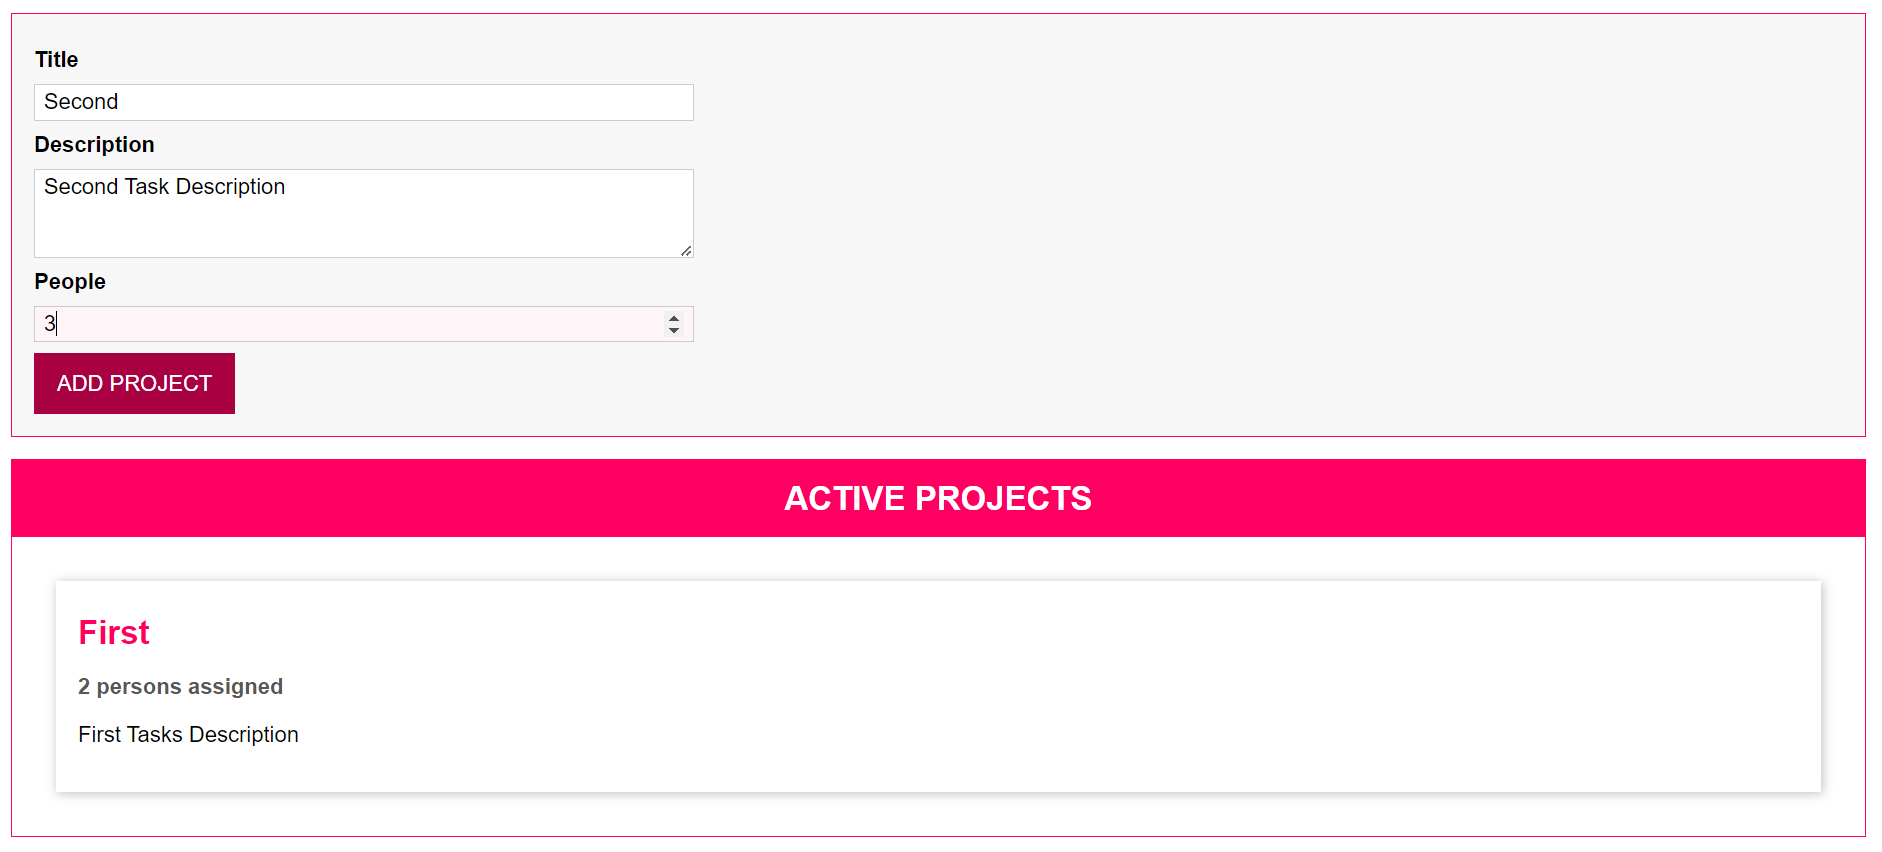 Title
Second
Description
Second Task Description
People
3
ADD PROJECT
ACTIVE PROJECTS
First
2 persons assigned
First Tasks Description